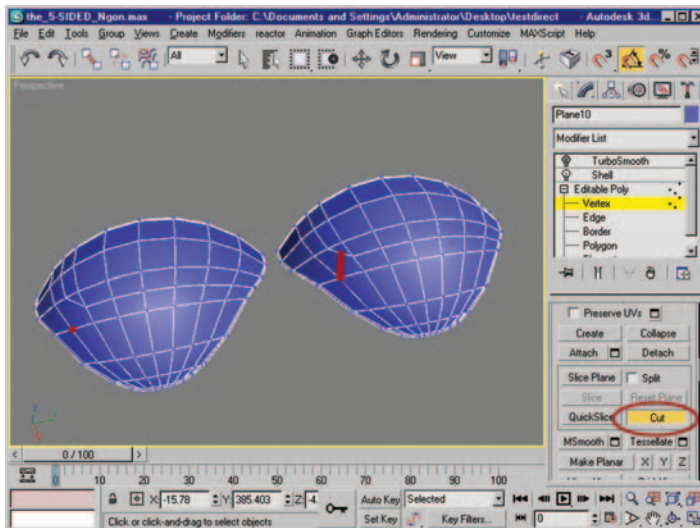 the_5-SIDED_Ngon.max - Project Folder: C:\Documents and Settings\Administrator\Desktop\testdirect - Autodesk 3d...
File Edit Tools Group Views Create Modifiers reactor Animation Graph Editors Rendering Customize MAXScript Help
All View 3
Perspective
Plane10
Modifier List
TurboSmooth
Shell
Editable Poly
Vertex
Edge
Border
Polygon
Preserve UVs
Create Collapse
Attach Detach
Slice Plane Split
Slice Reset Plane
QuickSlice Cut
MSmooth Tessellate
Make Planar X Y Z
0 / 100
0 10 20 30 40 50 60 70 80 90 100
X: -15.78 Y: 385.403 Z: -4.
Auto Key Selected
Click or click-and-drag to select objects
Set Key Key Filters... 0